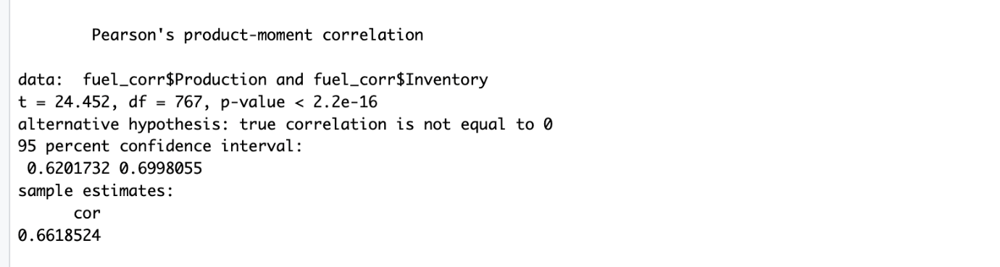 Pearson's product-moment correlation
data:  fuel_corr$Production and fuel_corr$Inventory
t = 24.452, df = 767, p-value < 2.2e-16
alternative hypothesis: true correlation is not equal to 0
95 percent confidence interval:
 0.6201732 0.6998055
sample estimates:
      cor
0.6618524